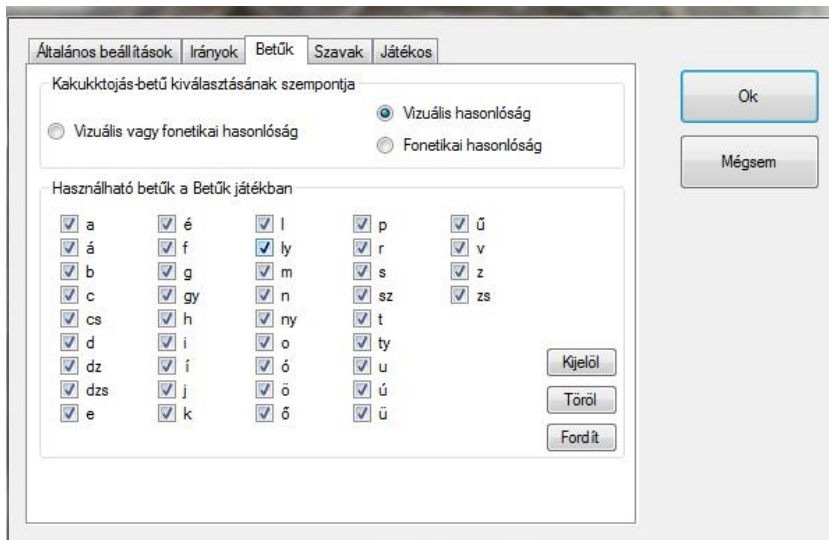 Általános beállítások Irányok Betűk Szavak Játékos
Kakukktojás-betű kiválasztásának szempontja
Vizuális vagy fonetikai hasonlóság
Vizuális hasonlóság
Fonetikai hasonlóság
Ok
Mégsem
Használható betűk a Betűk játékban
a é l p ű
á f ly r v
b g m s z
c gy n sz zs
cs h ny t
d i o ty
dz í ó u
dzs j ö ú
e k ő ü
Kijelöl
Töröl
Fordít